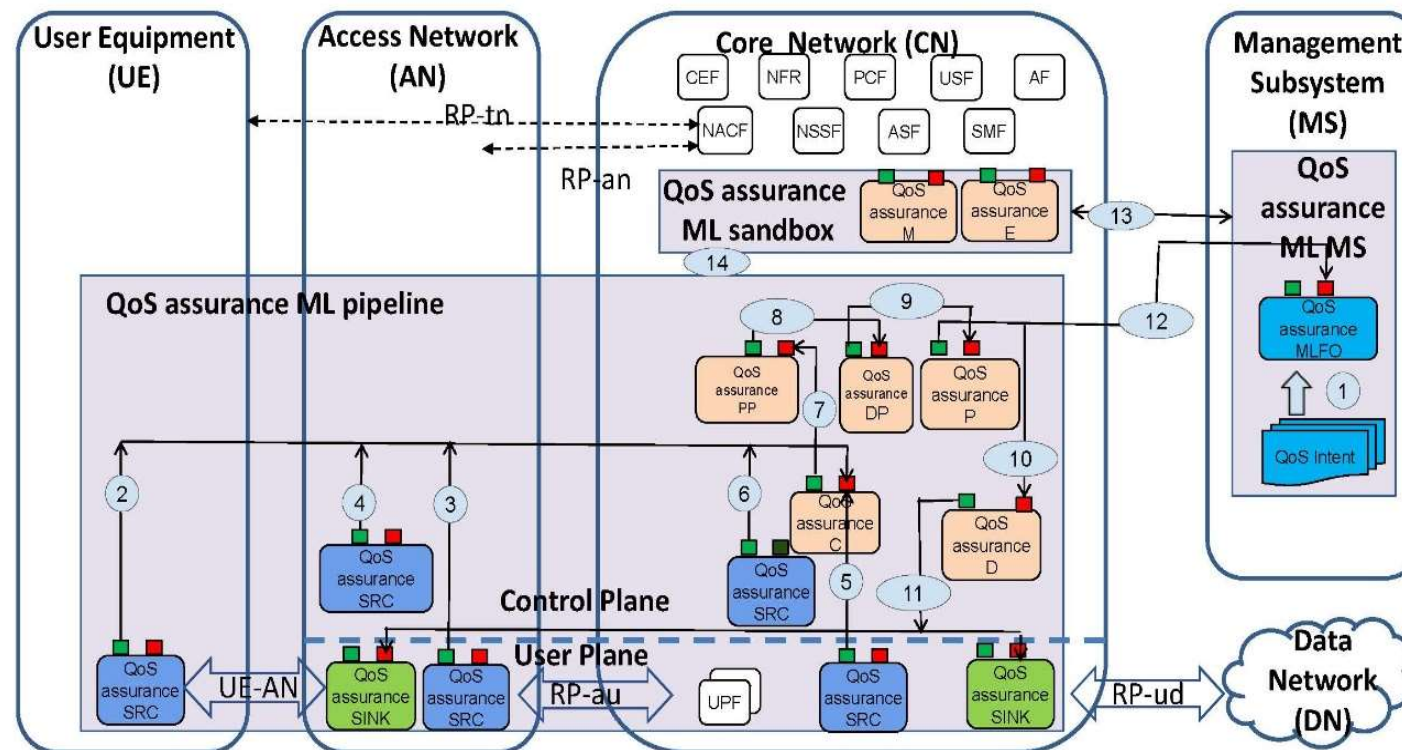 User Equipment
(UE)
Access Network
(AN)
Core Network (CN)
Management
Subsystem
(MS)
CEF
NFR
PCF
USF
AF
NACF
NSSF
ASF
SMF
RP-tn
RP-an
QoS assurance
ML sandbox
QoS
assurance
M
QoS
assurance
E
13
QoS
assurance
ML MS
14
12
QoS
assurance
MLFO
1
QoS Intent
QoS assurance ML pipeline
8
9
QoS
assurance
PP
QoS
assurance
DP
QoS
assurance
P
7
10
2
4
3
6
5
11
QoS
assurance
C
QoS
assurance
D
QoS
assurance
SRC
QoS
assurance
SRC
Control Plane
User Plane
QoS
assurance
SRC
UE-AN
QoS
assurance
SINK
QoS
assurance
SRC
RP-au
UPF
QoS
assurance
SRC
QoS
assurance
SINK
RP-ud
Data
Network
(DN)